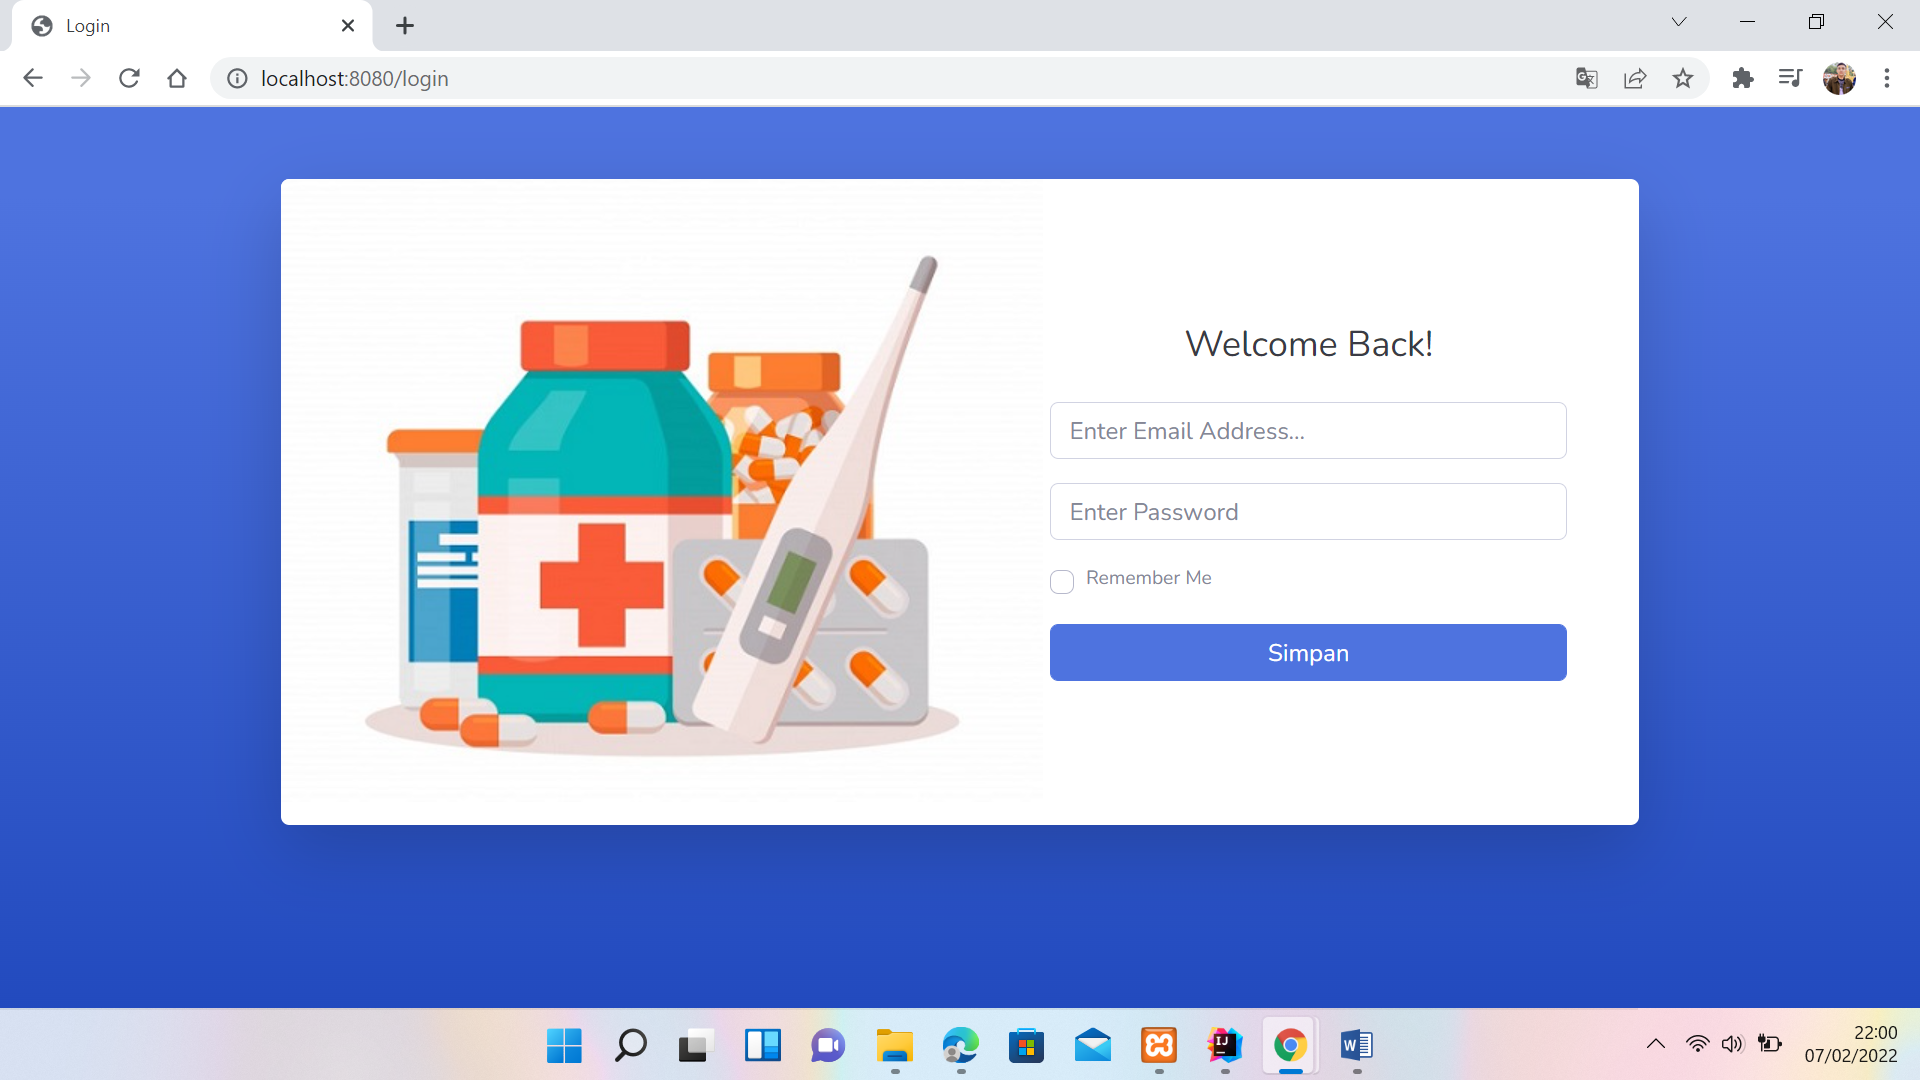 Login
localhost:8080/login
Welcome Back!
Enter Email Address...
Enter Password
Remember Me
Simpan
22:00
07/02/2022